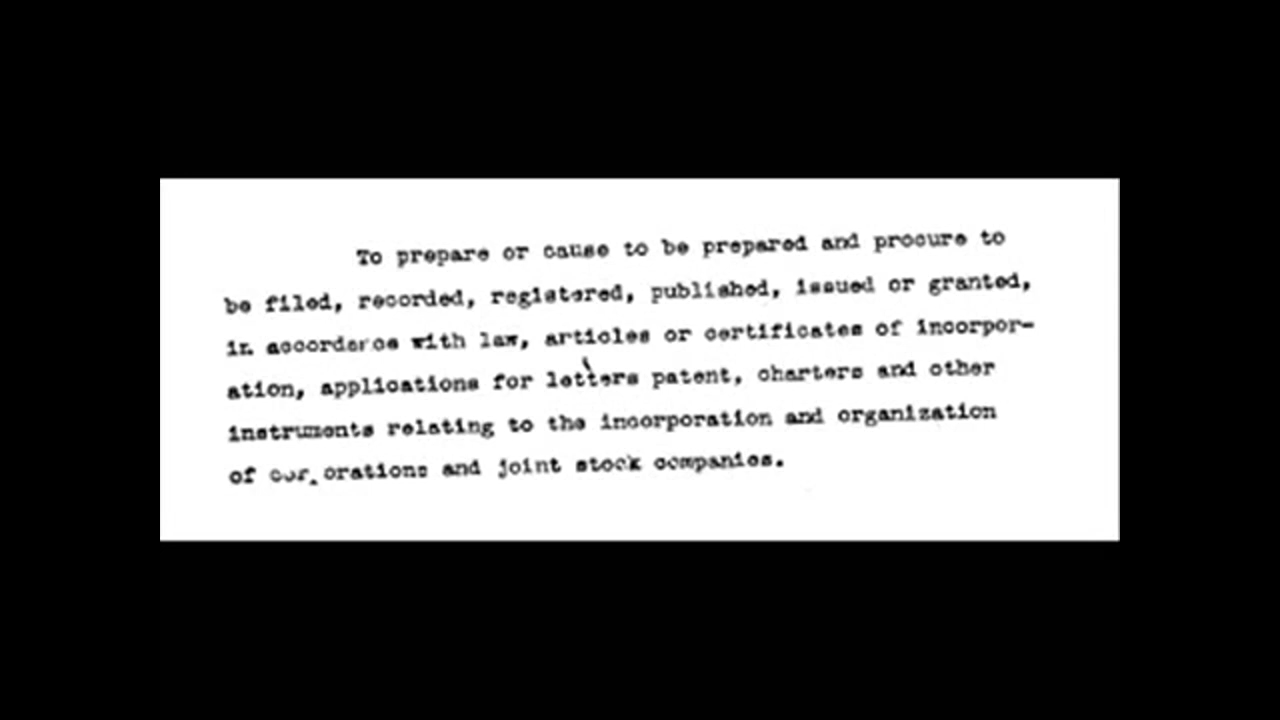 To prepare or cause to be prepared and procure to
be filed, recorded, registered, published, issued or granted,
in accordance with law, articles or certificates of incorpor-
ation, applications for letters patent, charters and other
instruments relating to the incorporation and organization
of corporations and joint stock companies.